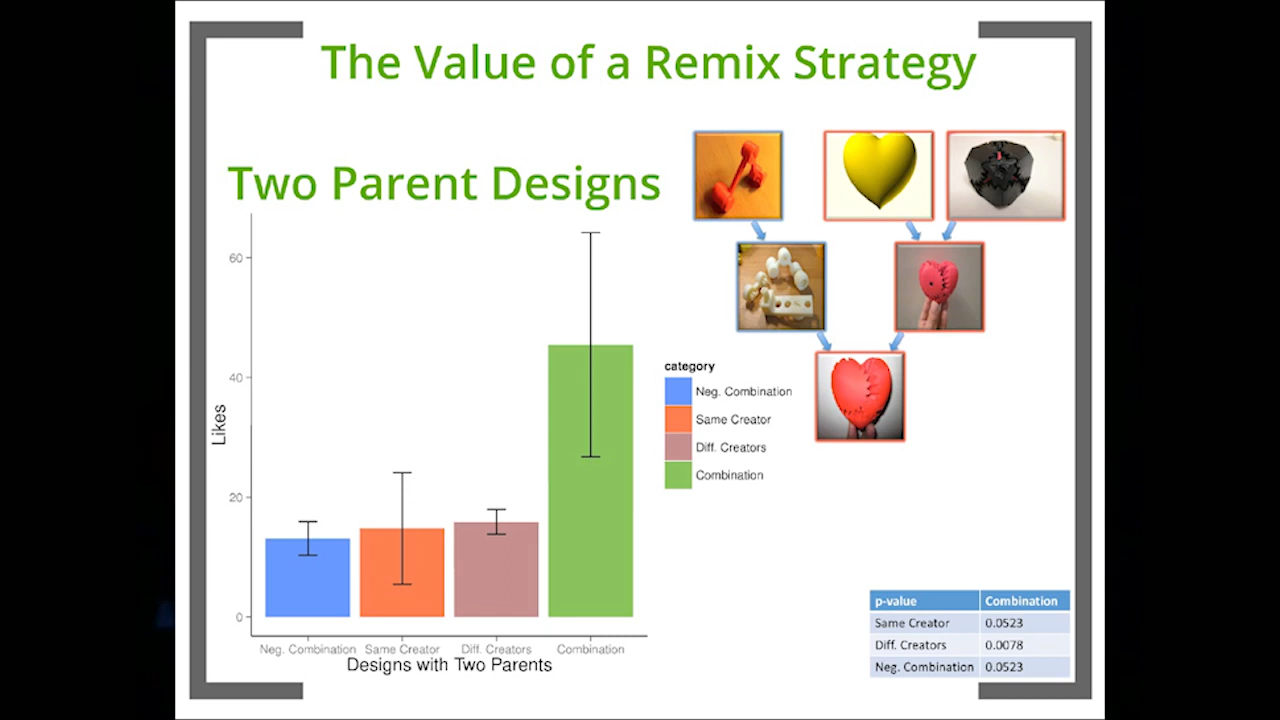 The Value of a Remix Strategy
Two Parent Designs
60
40
20
0
Likes
Neg. Combination Same Creator Diff. Creators Combination
Designs with Two Parents
category
Neg. Combination
Same Creator
Diff. Creators
Combination
p-value Combination
Same Creator 0.0523
Diff. Creators 0.0078
Neg. Combination 0.0523